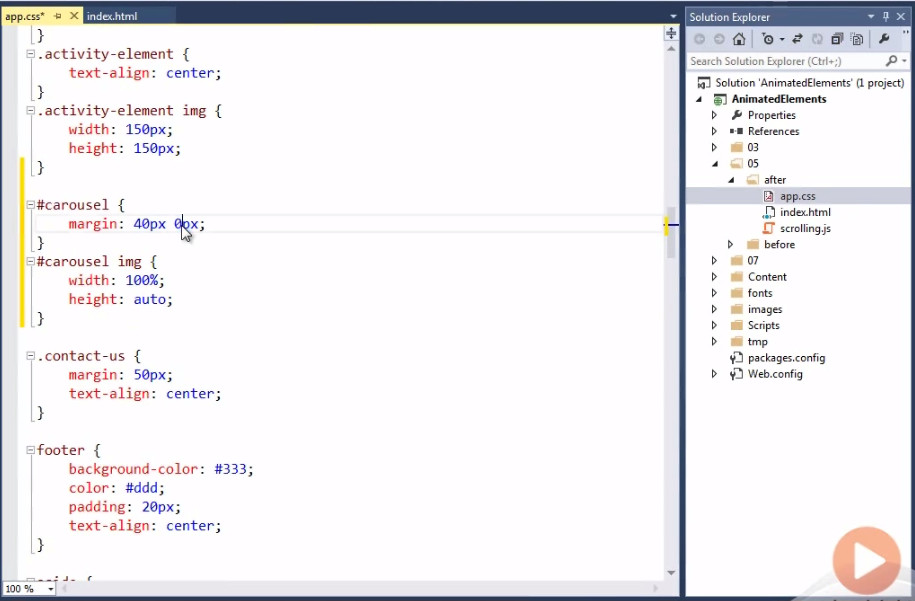 app.css*
index.html
}
.activity-element {
text-align: center;
}
.activity-element img {
width: 150px;
height: 150px;
}
#carousel {
margin: 40px 0px;
}
#carousel img {
width: 100%;
height: auto;
}
.contact-us {
margin: 50px;
text-align: center;
}
footer {
background-color: #333;
color: #ddd;
padding: 20px;
text-align: center;
}
100 %
Solution Explorer
Search Solution Explorer (Ctrl+;)
Solution 'AnimatedElements' (1 project)
AnimatedElements
Properties
References
03
05
after
app.css
index.html
scrolling.js
before
07
Content
fonts
images
Scripts
tmp
packages.config
Web.config